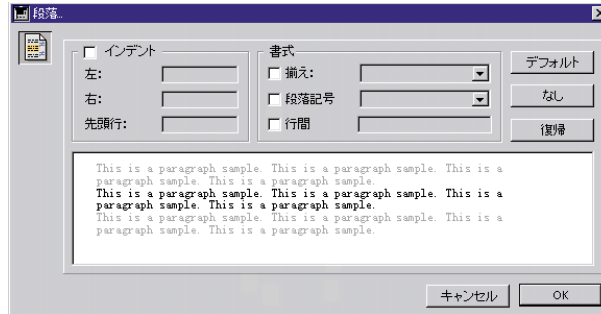 段落...
インデント
左:
右:
先頭行:
書式
揃え:
段落記号
行間
デフォルト
なし
復帰
This is a paragraph sample. This is a paragraph sample. This is a
paragraph sample. This is a paragraph sample.
This is a paragraph sample. This is a paragraph sample. This is a
paragraph sample. This is a paragraph sample.
This is a paragraph sample. This is a paragraph sample. This is a
paragraph sample. This is a paragraph sample.
キャンセル
OK